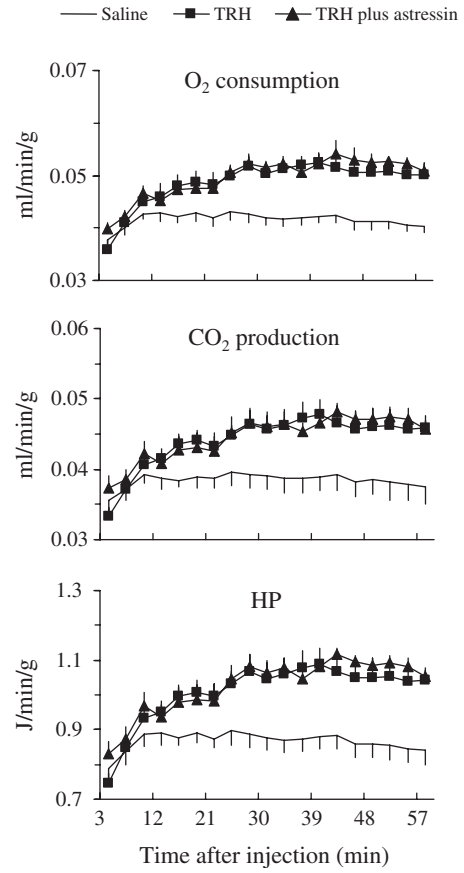 Saline TRH TRH plus astressin
O₂ consumption
0.07
0.05
0.03
ml/min/g
CO₂ production
0.06
0.05
0.04
0.03
ml/min/g
HP
1.3
1.1
0.9
0.7
J/min/g
3 12 21 30 39 48 57
Time after injection (min)